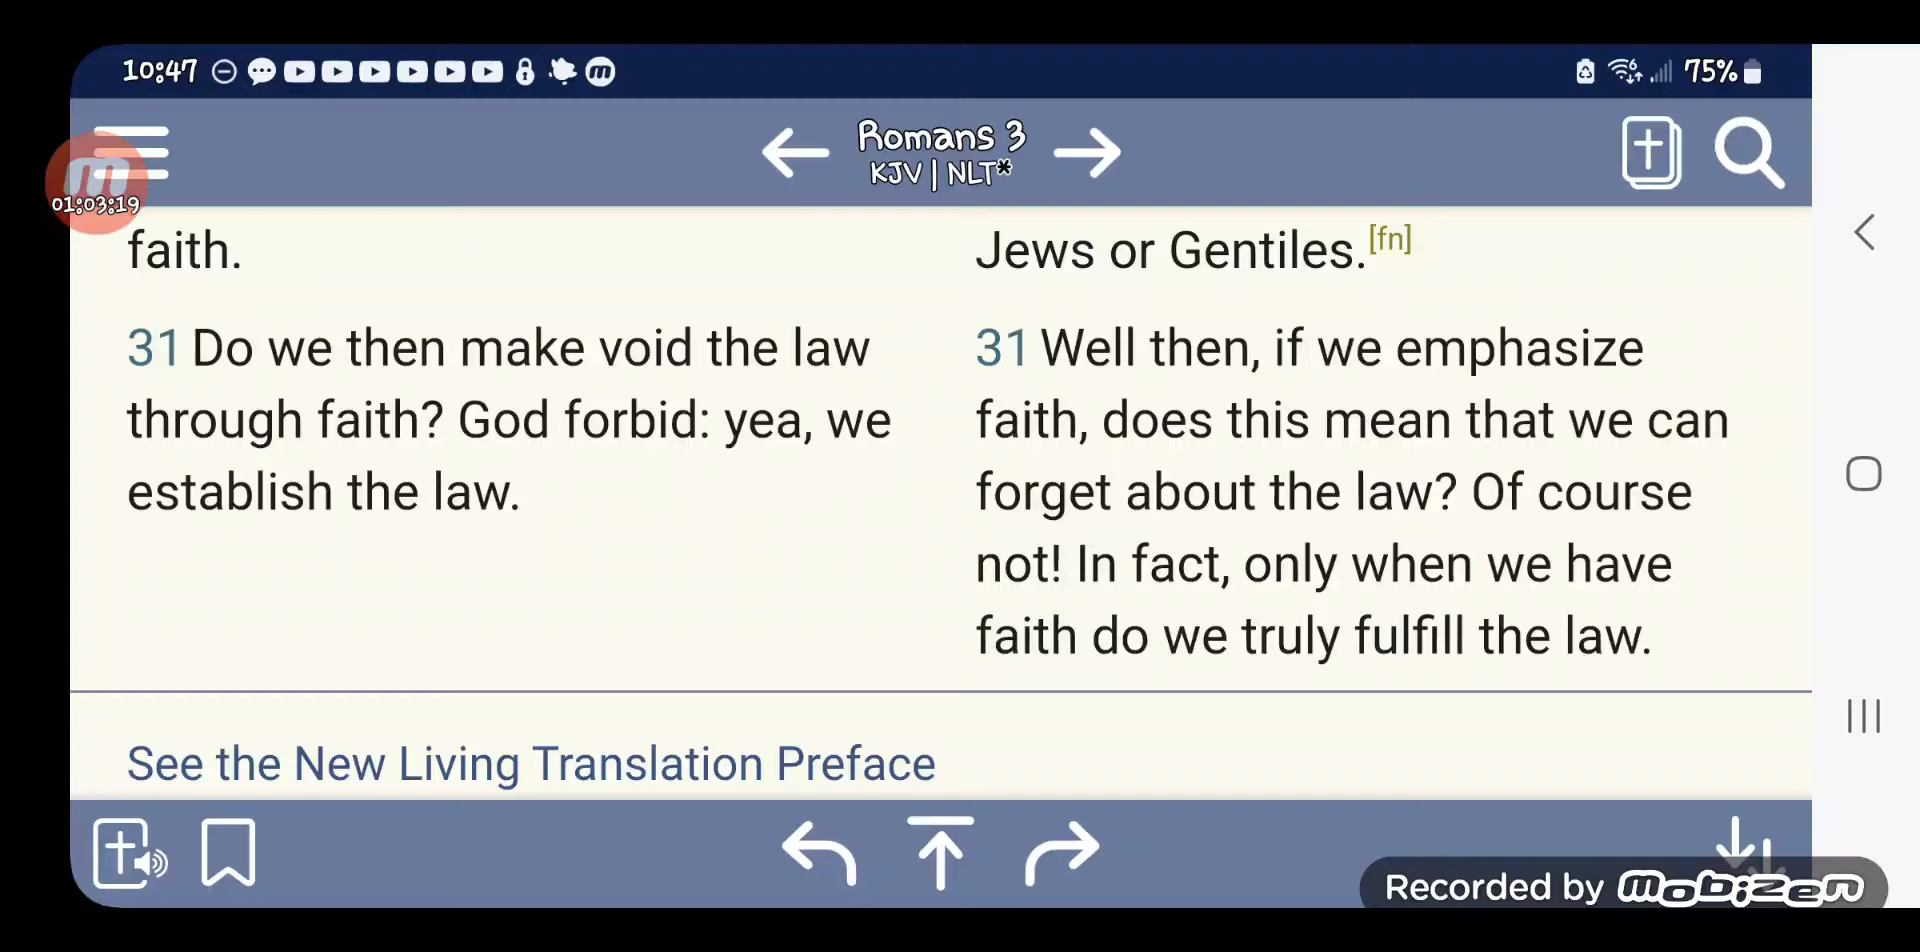 10:47
75%
Romans 3
KJV | NLT*
01:03:19
faith.
31 Do we then make void the law
through faith? God forbid: yea, we
establish the law.
Jews or Gentiles.[fn]
31 Well then, if we emphasize
faith, does this mean that we can
forget about the law? Of course
not! In fact, only when we have
faith do we truly fulfill the law.
See the New Living Translation Preface
Recorded by Mobizen